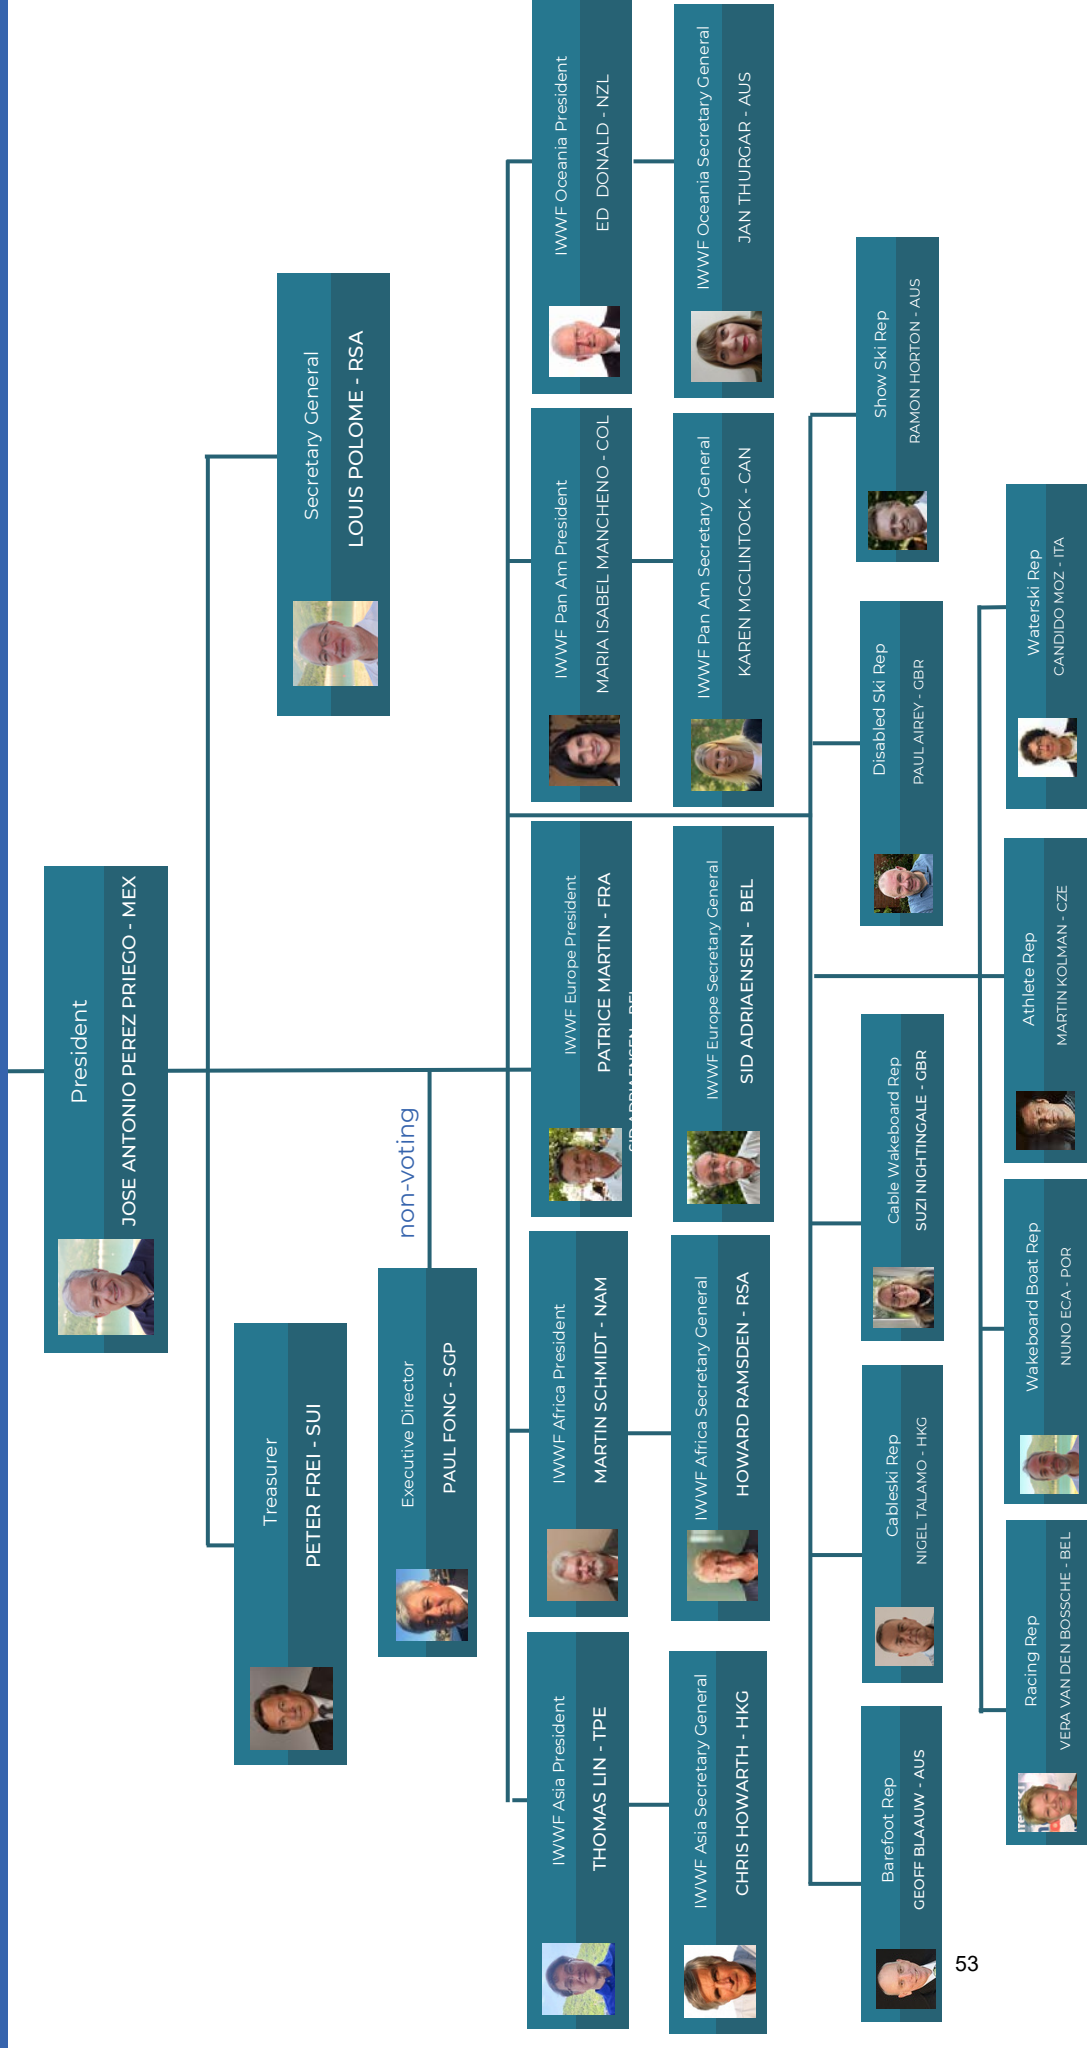 President
JOSE ANTONIO PEREZ PRIEGO - MEX
Treasurer
PETER FREI - SUI
Secretary General
LOUIS POLOME - RSA
Executive Director
PAUL FONG - SGP
non-voting
IWWF Asia President
THOMAS LIN - TPE
IWWF Africa President
MARTIN SCHMIDT - NAM
IWWF Europe President
PATRICE MARTIN - FRA
SID ADRIAENSEN - BEL
IWWF Pan Am President
MARIA ISABEL MANCHENO - COL
IWWF Oceania President
ED DONALD - NZL
IWWF Asia Secretary General
CHRIS HOWARTH - HKG
IWWF Africa Secretary General
HOWARD RAMSDEN - RSA
IWWF Europe Secretary General
SID ADRIAENSEN - BEL
IWWF Pan Am Secretary General
KAREN MCCLINTOCK - CAN
IWWF Oceania Secretary General
JAN THURGAR - AUS
Barefoot Rep
GEOFF BLAAUW - AUS
Cableski Rep
NIGEL TALAMO - HKG
Cable Wakeboard Rep
SUZI NIGHTINGALE - GBR
Disabled Ski Rep
PAUL AIREY - GBR
Show Ski Rep
RAMON HORTON - AUS
Racing Rep
VERA VAN DEN BOSSCHE - BEL
Wakeboard Boat Rep
NUNO ECA - POR
Athlete Rep
MARTIN KOLMAN - CZE
Waterski Rep
CANDIDO MOZ - ITA
53